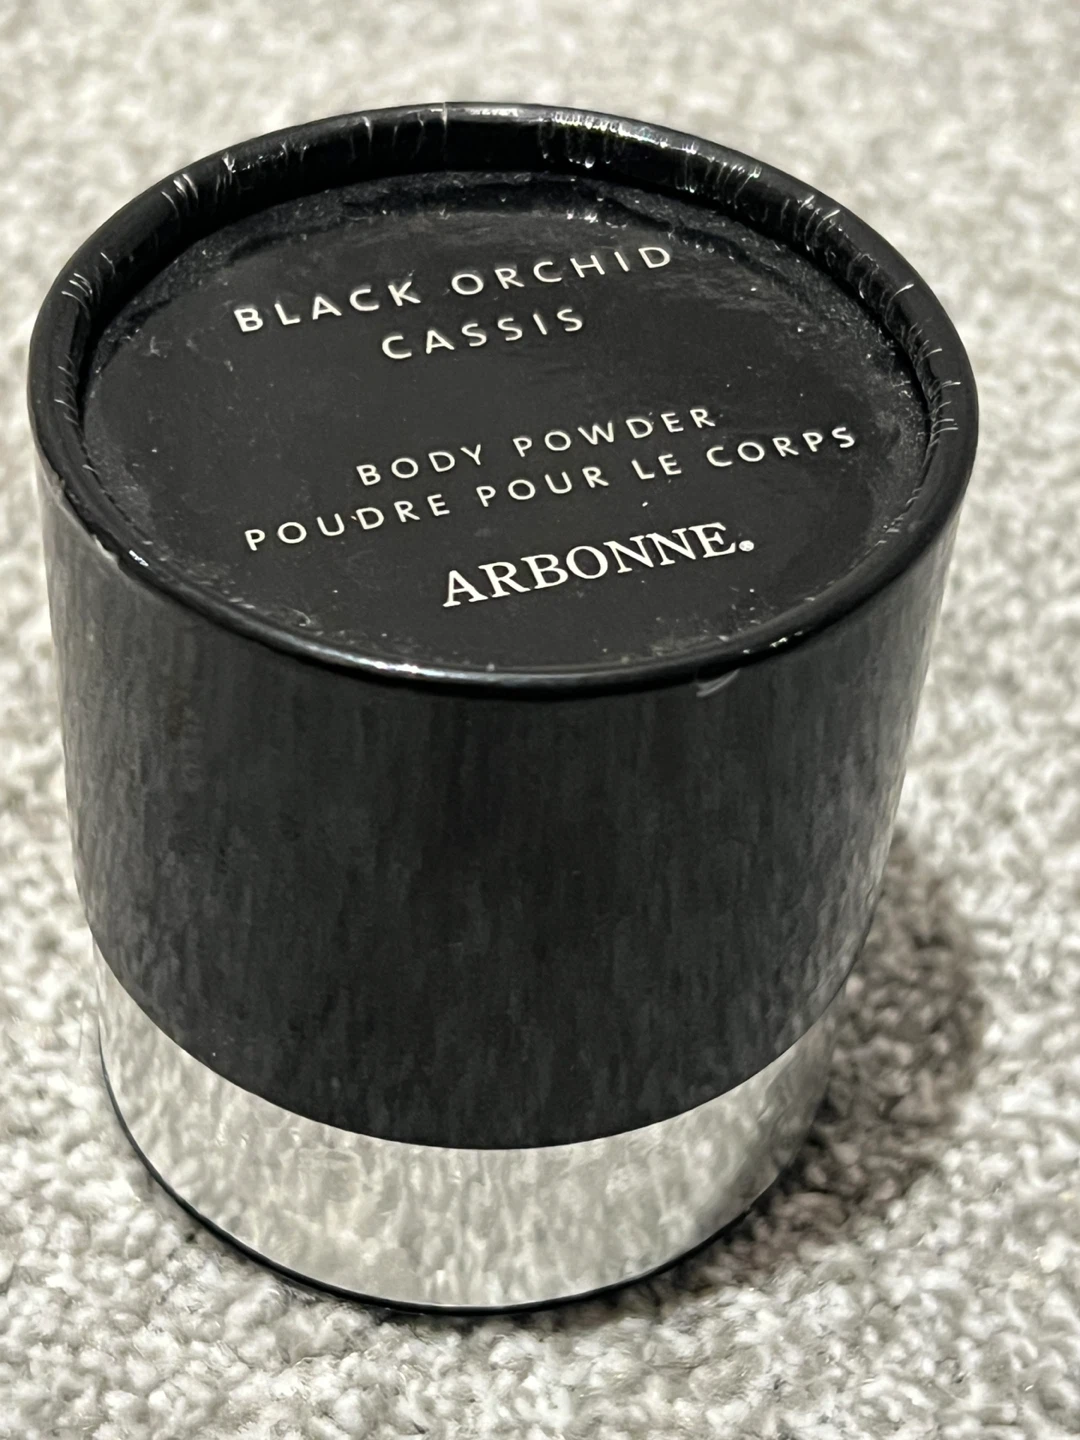 BLACK ORCHID
CASSIS
BODY POWDER
POUDRE POUR LE CORPS
ARBONNE®